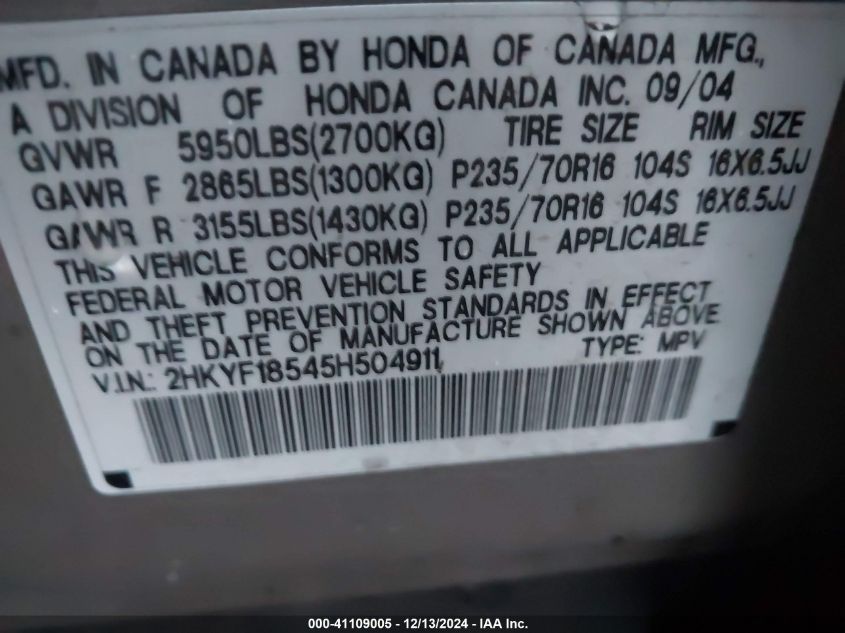 MFD. IN CANADA BY HONDA OF CANADA MFG.,
A DIVISION OF HONDA CANADA INC. 09/04
GVWR 5950LBS(2700KG) TIRE SIZE RIM SIZE
GAWR F 2865LBS(1300KG) P235/70R16 104S 16X6.5JJ
GAWR R 3155LBS(1430KG) P235/70R16 104S 16X6.5JJ
THIS VEHICLE CONFORMS TO ALL APPLICABLE
FEDERAL MOTOR VEHICLE SAFETY
AND THEFT PREVENTION STANDARDS IN EFFECT
ON THE DATE OF MANUFACTURE SHOWN ABOVE
V.I.N.: 2HKYF18545H504911 TYPE: MPV
000-41109005 - 12/13/2024 - IAA Inc.